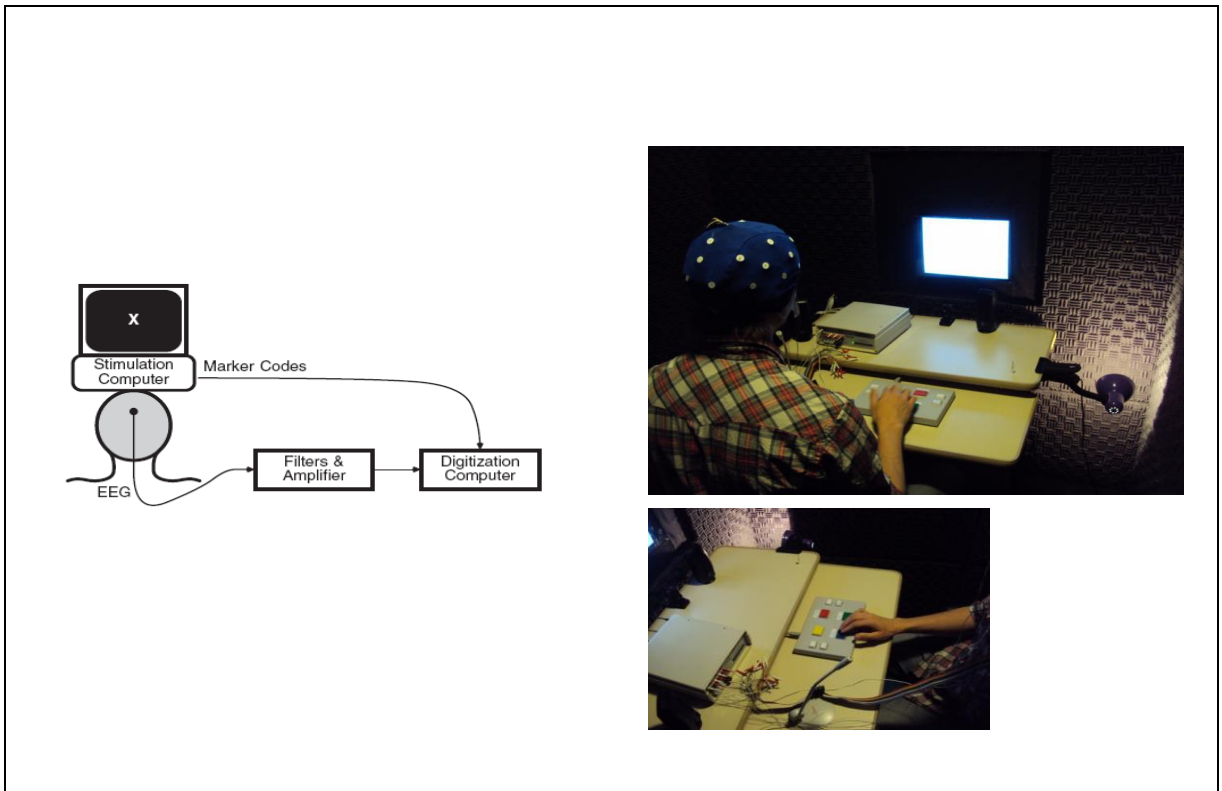 X
Stimulation
Computer
Marker Codes
Filters &
Amplifier
Digitization
Computer
EEG